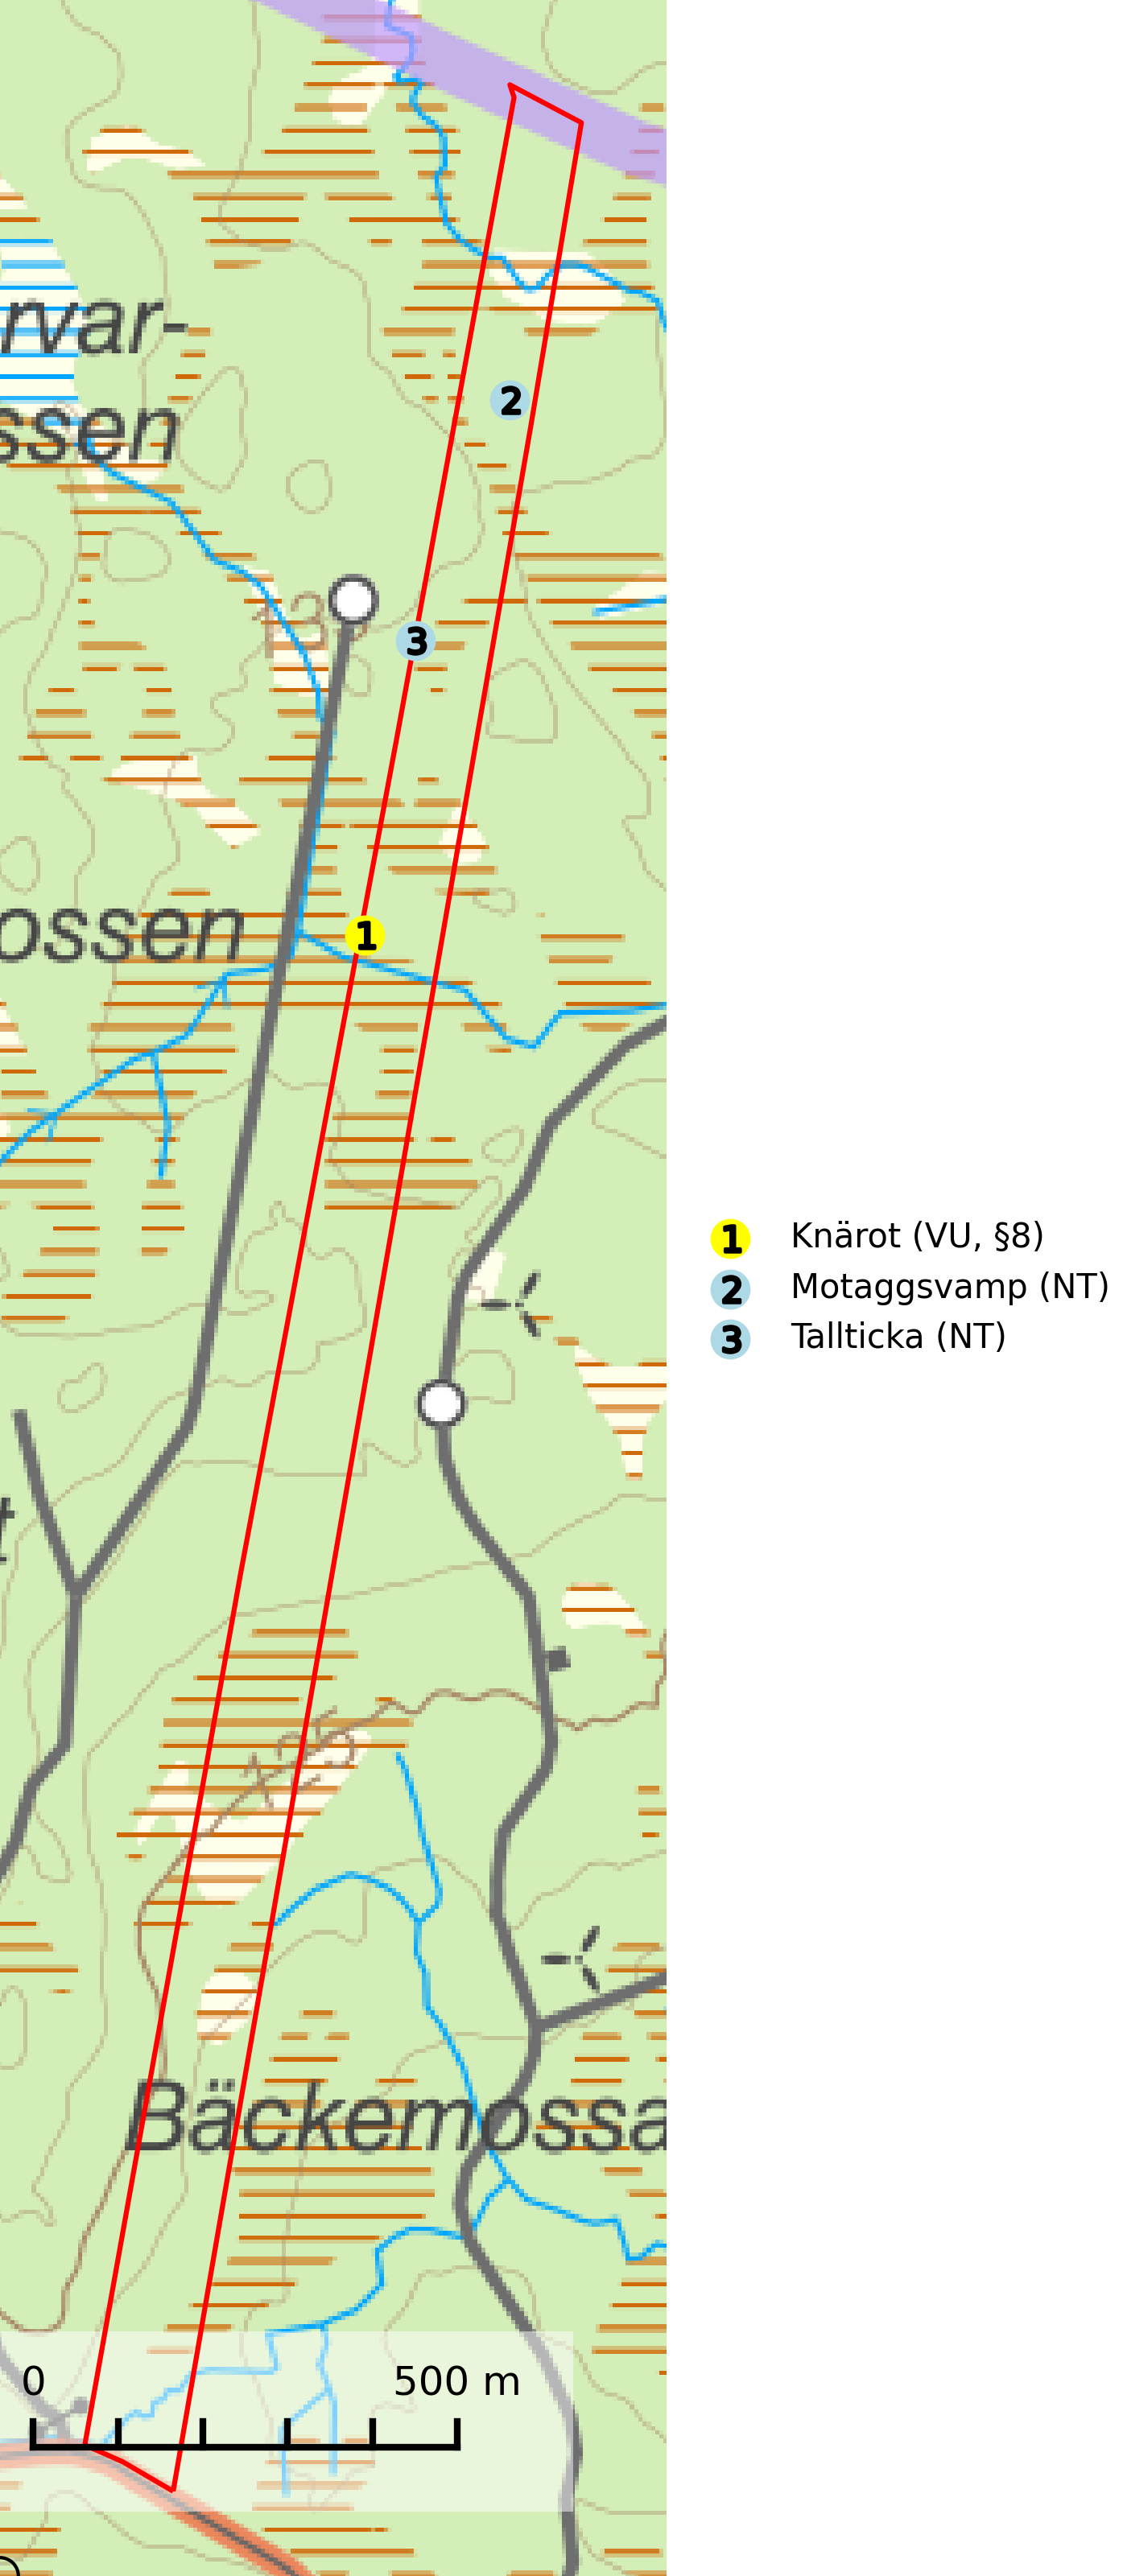 rvar-
ssen
2
3
ossen
1
1 Knärot (VU, §8)
2 Motaggsvamp (NT)
3 Tallticka (NT)
t
Bäckemossa
0 500 m